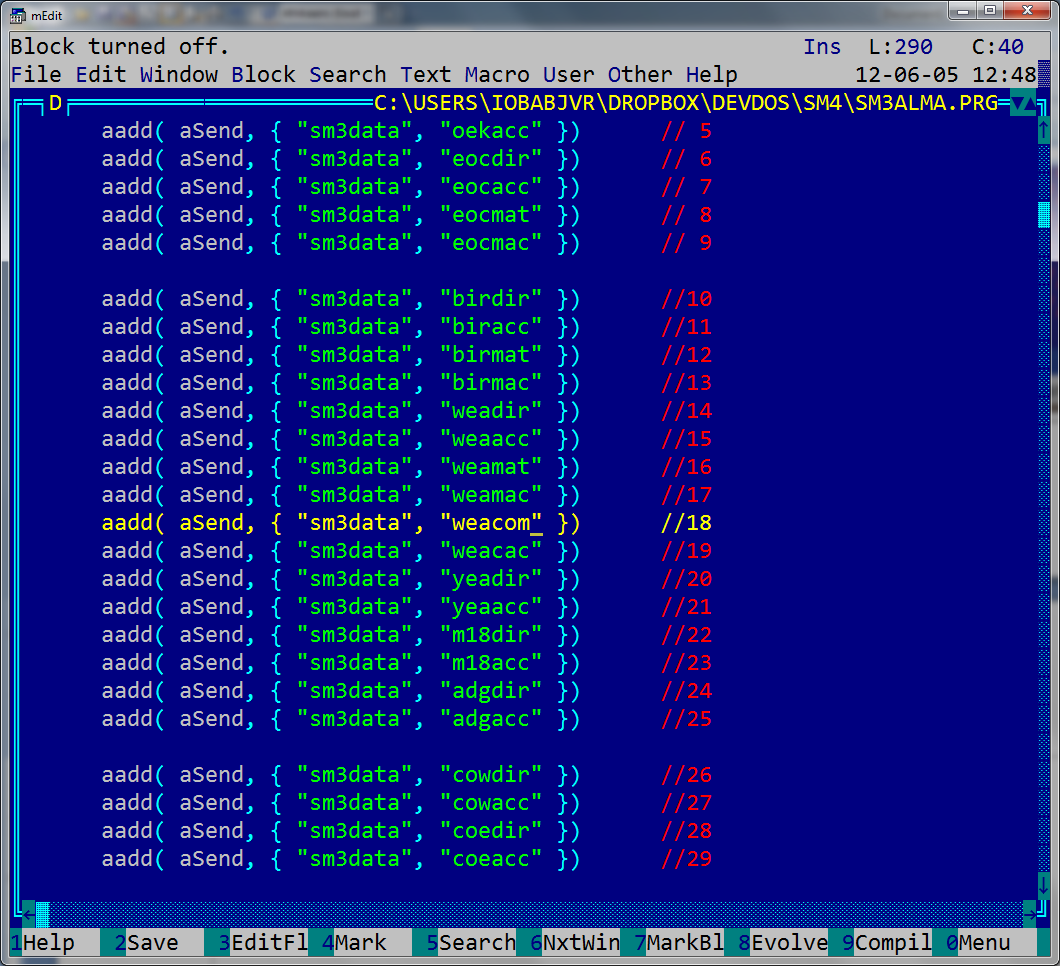 mEdit
Block turned off. Ins L:290 C:40
File Edit Window Block Search Text Macro User Other Help 12-06-05 12:48
D C:\USERS\IOBABJVR\DROPBOX\DEVDOS\SM4\SM3ALMA.PRG
aadd( aSend, { "sm3data", "oekacc" }) // 5
aadd( aSend, { "sm3data", "eocdir" }) // 6
aadd( aSend, { "sm3data", "eocacc" }) // 7
aadd( aSend, { "sm3data", "eocmat" }) // 8
aadd( aSend, { "sm3data", "eocmac" }) // 9
aadd( aSend, { "sm3data", "birdir" }) //10
aadd( aSend, { "sm3data", "biracc" }) //11
aadd( aSend, { "sm3data", "birmat" }) //12
aadd( aSend, { "sm3data", "birmac" }) //13
aadd( aSend, { "sm3data", "weadir" }) //14
aadd( aSend, { "sm3data", "weaacc" }) //15
aadd( aSend, { "sm3data", "weamat" }) //16
aadd( aSend, { "sm3data", "weamac" }) //17
aadd( aSend, { "sm3data", "weacom" }) //18
aadd( aSend, { "sm3data", "weacac" }) //19
aadd( aSend, { "sm3data", "yeadir" }) //20
aadd( aSend, { "sm3data", "yeaacc" }) //21
aadd( aSend, { "sm3data", "m18dir" }) //22
aadd( aSend, { "sm3data", "m18acc" }) //23
aadd( aSend, { "sm3data", "adgdir" }) //24
aadd( aSend, { "sm3data", "adgacc" }) //25
aadd( aSend, { "sm3data", "cowdir" }) //26
aadd( aSend, { "sm3data", "cowacc" }) //27
aadd( aSend, { "sm3data", "coedir" }) //28
aadd( aSend, { "sm3data", "coeacc" }) //29
1Help 2Save 3EditFl 4Mark 5Search 6NxtWin 7MarkBl 8Evolve 9Compil 0Menu